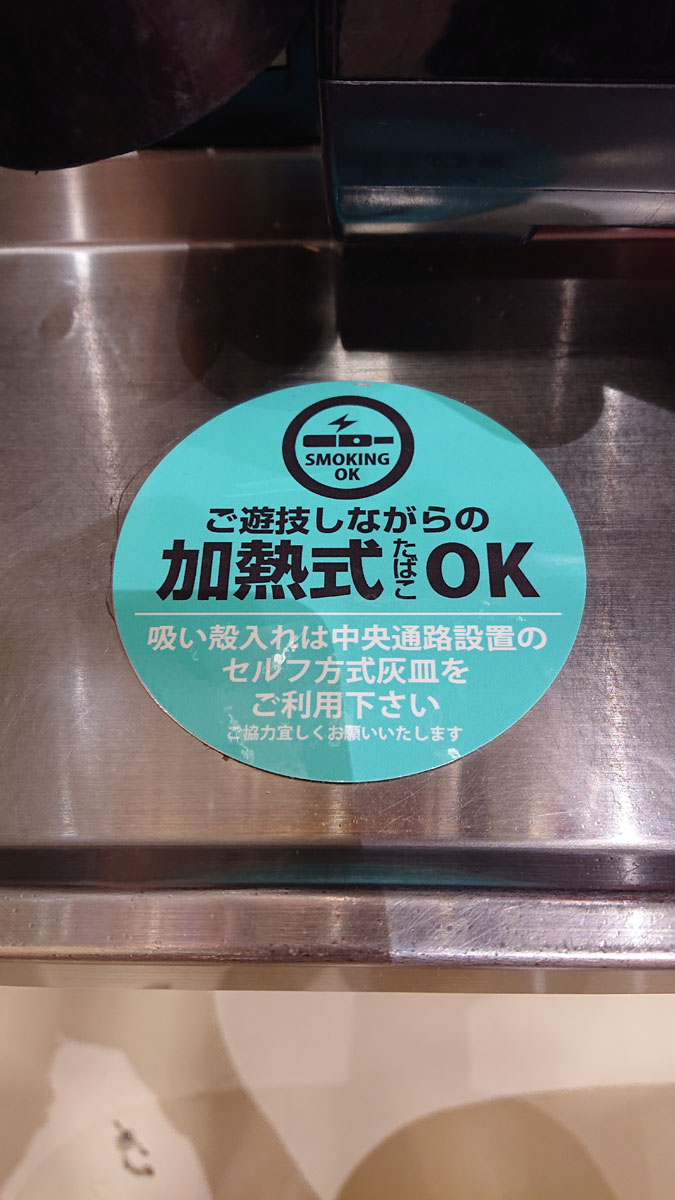 SMOKING
OK
ご遊技しながらの
加熱式たばこOK
吸い殻入れは中央通路設置の
セルフ方式灰皿を
ご利用下さい
ご協力宜しくお願いいたします